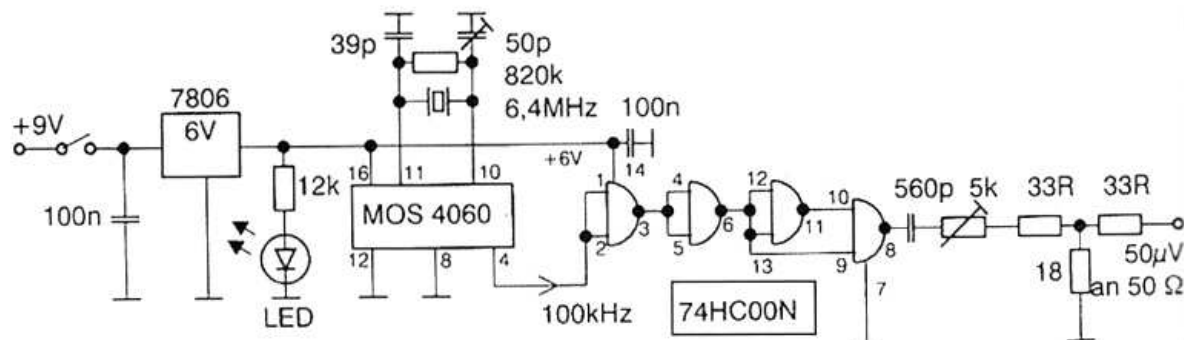 +9V
7806
6V
100n
12k
LED
39p
50p
820k
6,4MHz
16
11
10
MOS 4060
12
8
4
100kHz
+6V
14
100n
1
2
3
4
5
6
12
13
11
10
9
8
7
74HC00N
560p
5k
33R
33R
18
50µV
an 50 Ω